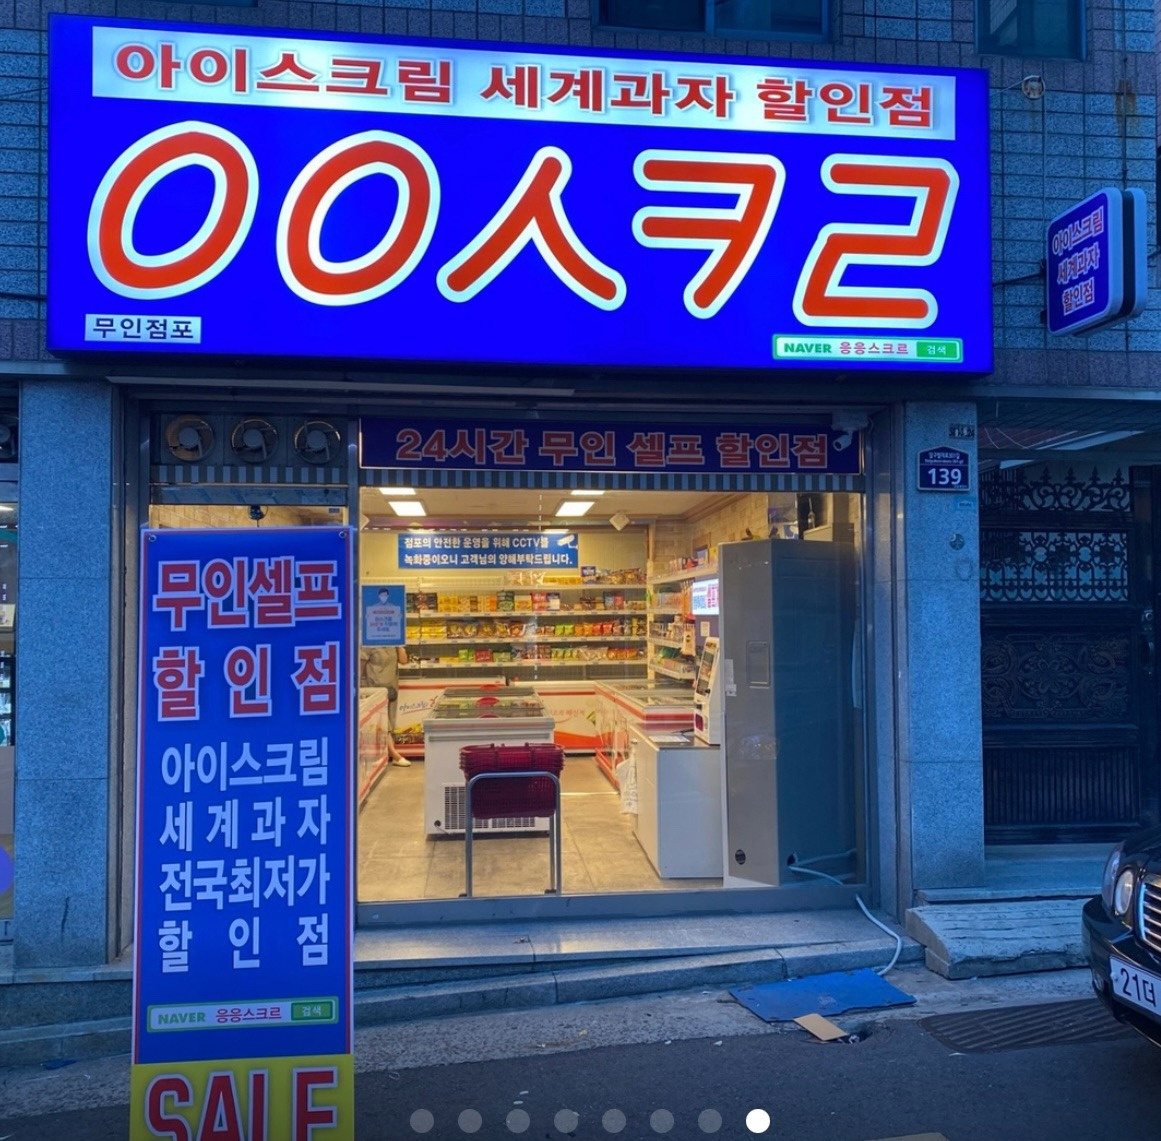 아이스크림 세계과자 할인점
ㅇㅇㅅㅋㄹ
무인점포
NAVER 응응스크르 검색
아이스크림
세계과자
할인점
24시간 무인 셀프 할인점
139
점포의 안전한 운영을 위해 CCTV를
녹화중이오니 고객님의 양해부탁드립니다.
무인셀프
할인점
아이스크림
세계과자
전국최저가
할인점
NAVER 응응스크르 검색
SALE
21더